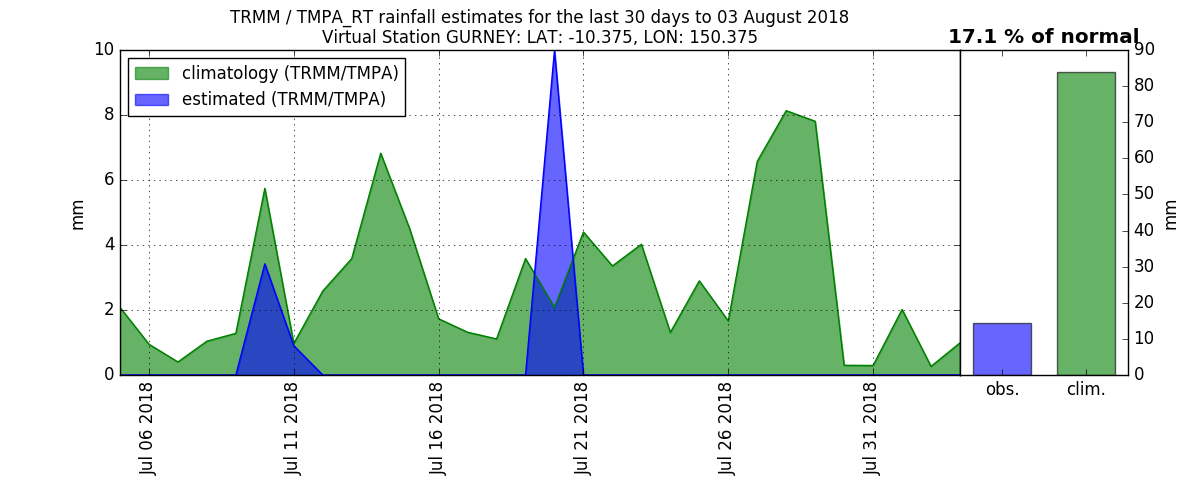 TRMM / TMPA_RT rainfall estimates for the last 30 days to 03 August 2018
Virtual Station GURNEY: LAT: -10.375, LON: 150.375
17.1 % of normal
climatology (TRMM/TMPA)
estimated (TRMM/TMPA)
10
8
6
4
2
0
mm
Jul 06 2018
Jul 11 2018
Jul 16 2018
Jul 21 2018
Jul 26 2018
Jul 31 2018
obs.
clim.
90
80
70
60
50
40
30
20
10
0
mm